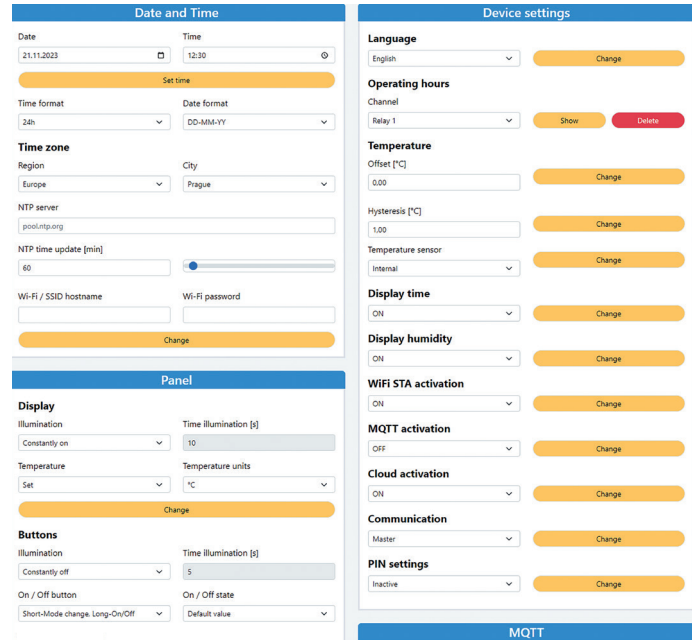 Date and Time
Date
Time
21.11.2023
12:30
Set time
Time format
Date format
24h
DD-MM-YY
Time zone
Region
City
Europe
Prague
NTP server
pool.ntp.org
NTP time update [min]
60
Wi-Fi / SSID hostname
Wi-Fi password
Change
Panel
Display
Illumination
Time illumination [s]
Constantly on
10
Temperature
Temperature units
Set
°C
Change
Buttons
Illumination
Time illumination [s]
Constantly off
5
On / Off button
On / Off state
Short-Mode change. Long-On/Off
Default value
Device settings
Language
English
Change
Operating hours
Channel
Relay 1
Show
Delete
Temperature
Offset [°C]
0,00
Change
Hysteresis [°C]
1,00
Change
Temperature sensor
Internal
Change
Display time
ON
Change
Display humidity
ON
Change
WiFi STA activation
ON
Change
MQTT activation
OFF
Change
Cloud activation
ON
Change
Communication
Master
Change
PIN settings
Inactive
Change
MQTT